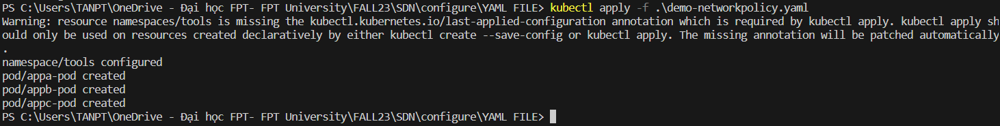 PS C:\Users\TANPT\OneDrive - Đại học FPT- FPT University\FALL23\SDN\configure\YAML FILE> kubectl apply -f .\demo-networkpolicy.yaml
Warning: resource namespaces/tools is missing the kubectl.kubernetes.io/last-applied-configuration annotation which is required by kubectl apply. kubectl apply sh
ould only be used on resources created declaratively by either kubectl create --save-config or kubectl apply. The missing annotation will be patched automatically
.
namespace/tools configured
pod/appa-pod created
pod/appb-pod created
pod/appc-pod created
PS C:\Users\TANPT\OneDrive - Đại học FPT- FPT University\FALL23\SDN\configure\YAML FILE>